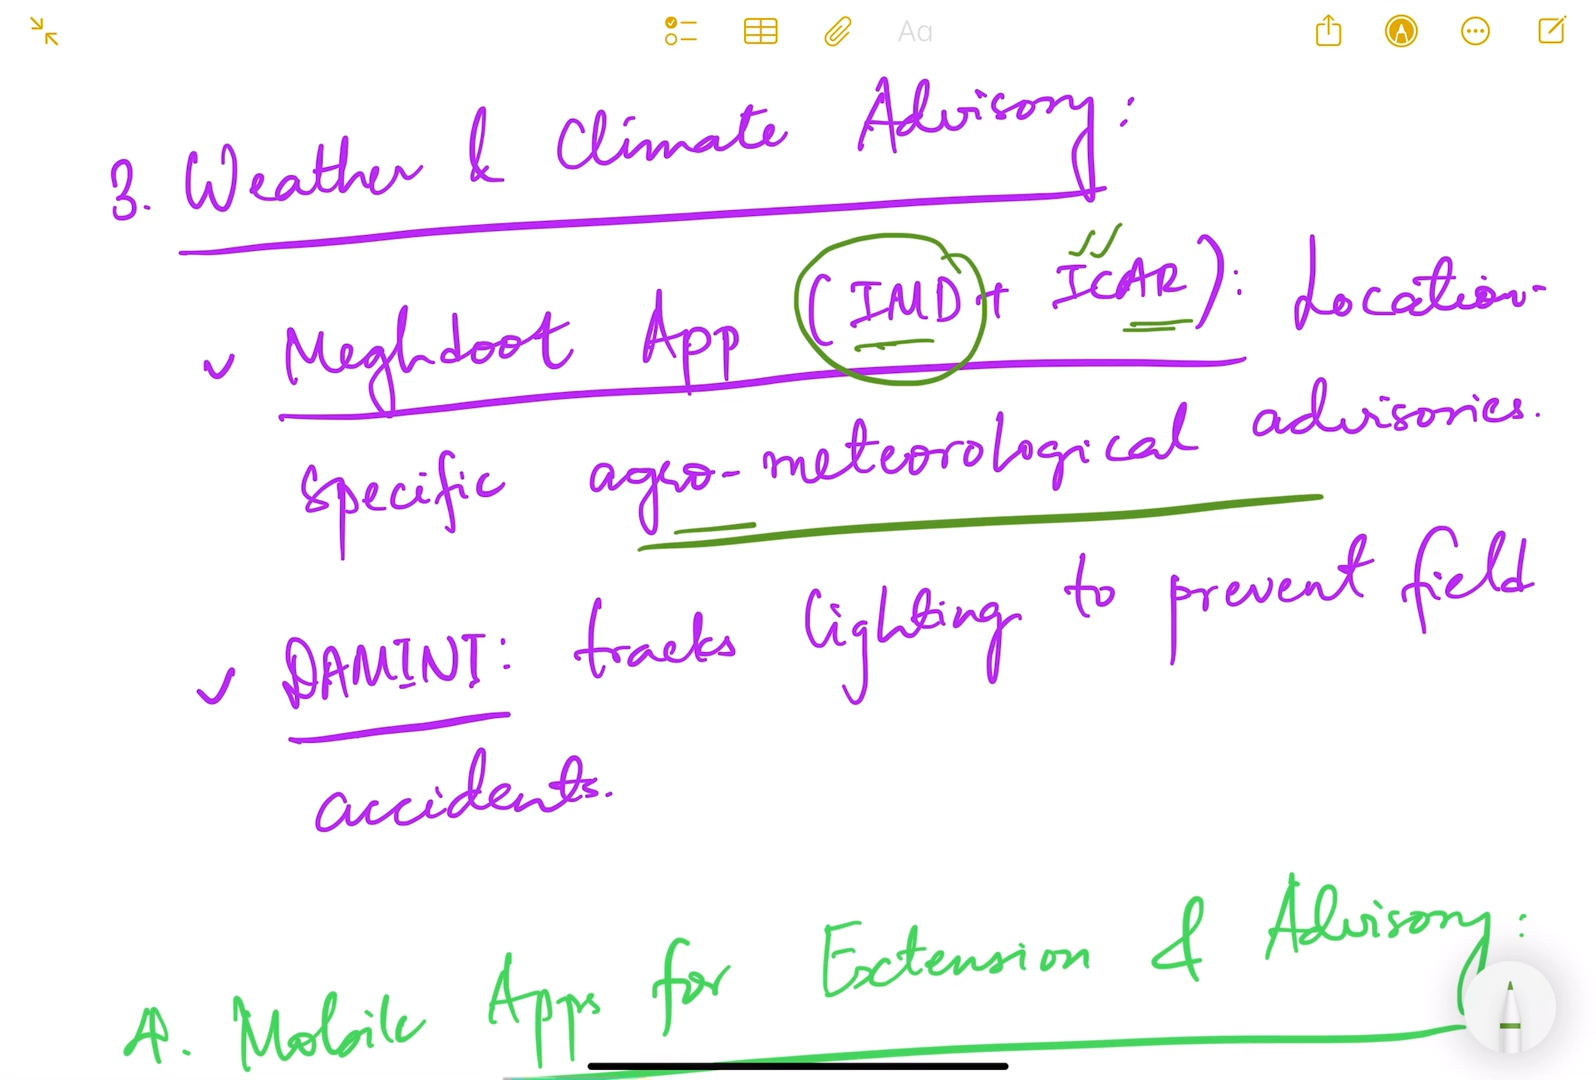 Aa
3. Weather & Climate Advisory:
✓ Meghdoot App (IMD + ICAR): Location-
specific agro-meteorological advisories.
✓ DAMINI: tracks lighting to prevent field
accidents.
4. Mobile Apps for Extension & Advisory: